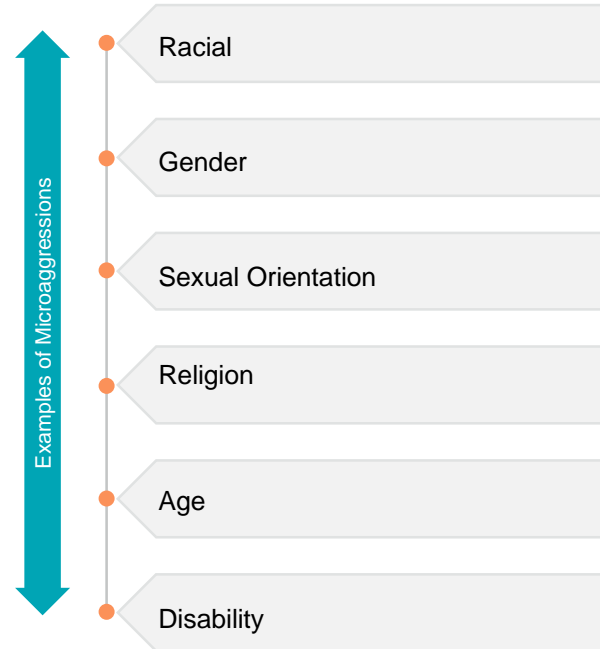 Examples of Microaggressions
Racial
Gender
Sexual Orientation
Religion
Age
Disability